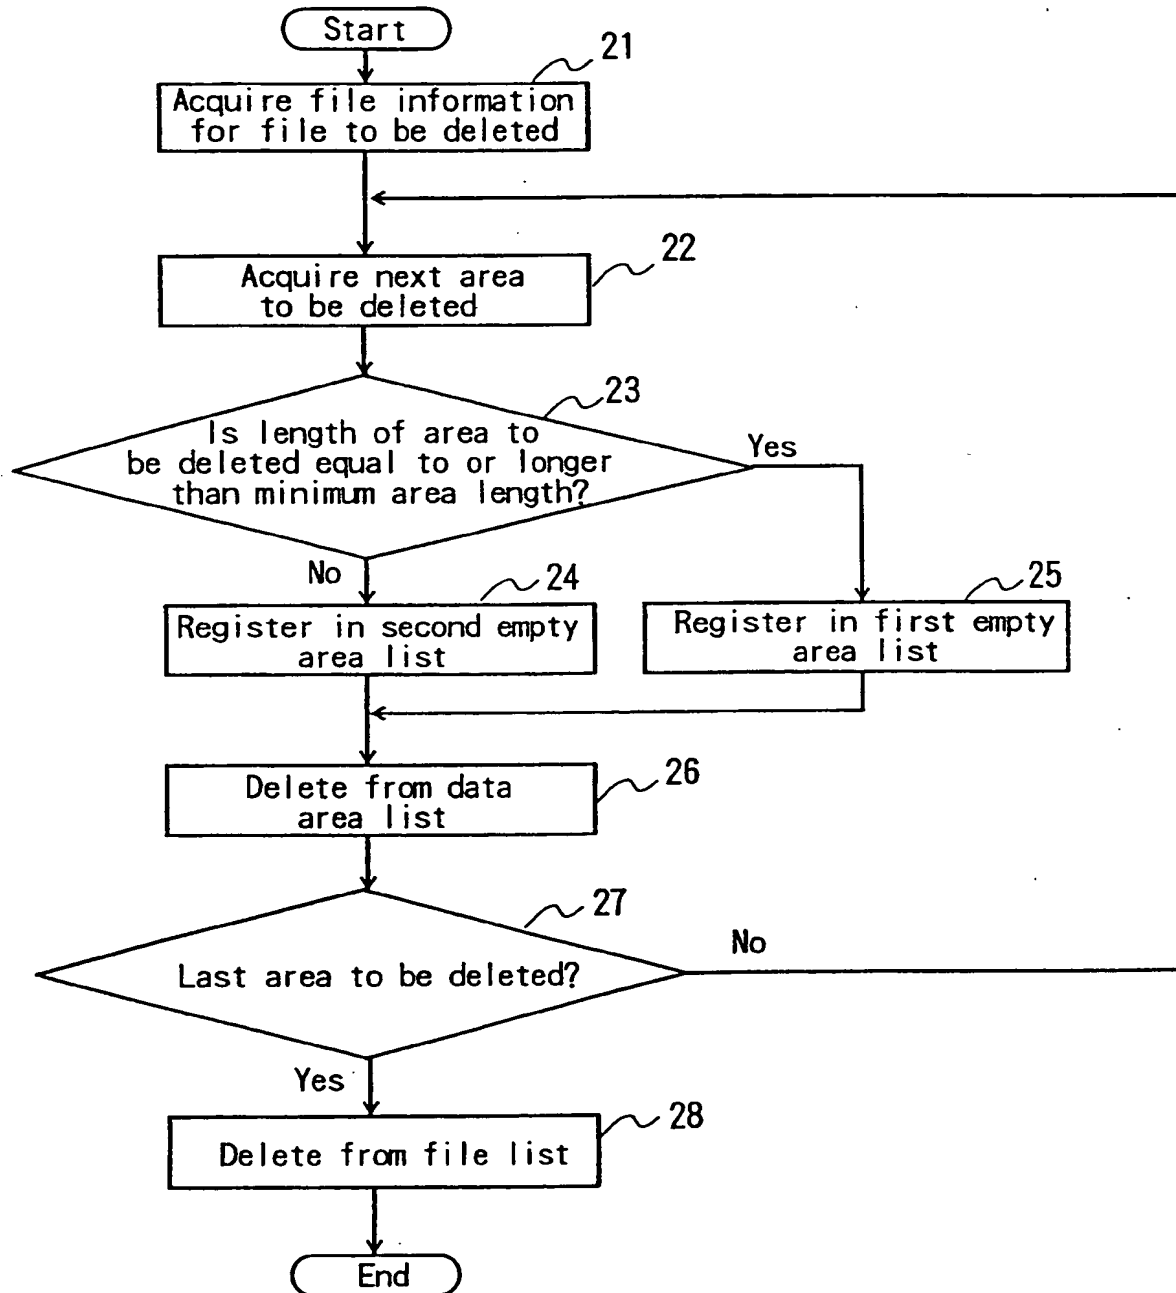 Start
21
Acquire file information
for file to be deleted
22
Acquire next area
to be deleted
23
Is length of area to
be deleted equal to or longer
than minimum area length?
Yes
No
24
25
Register in second empty
area list
Register in first empty
area list
26
Delete from data
area list
27
No
Last area to be deleted?
Yes
28
Delete from file list
End